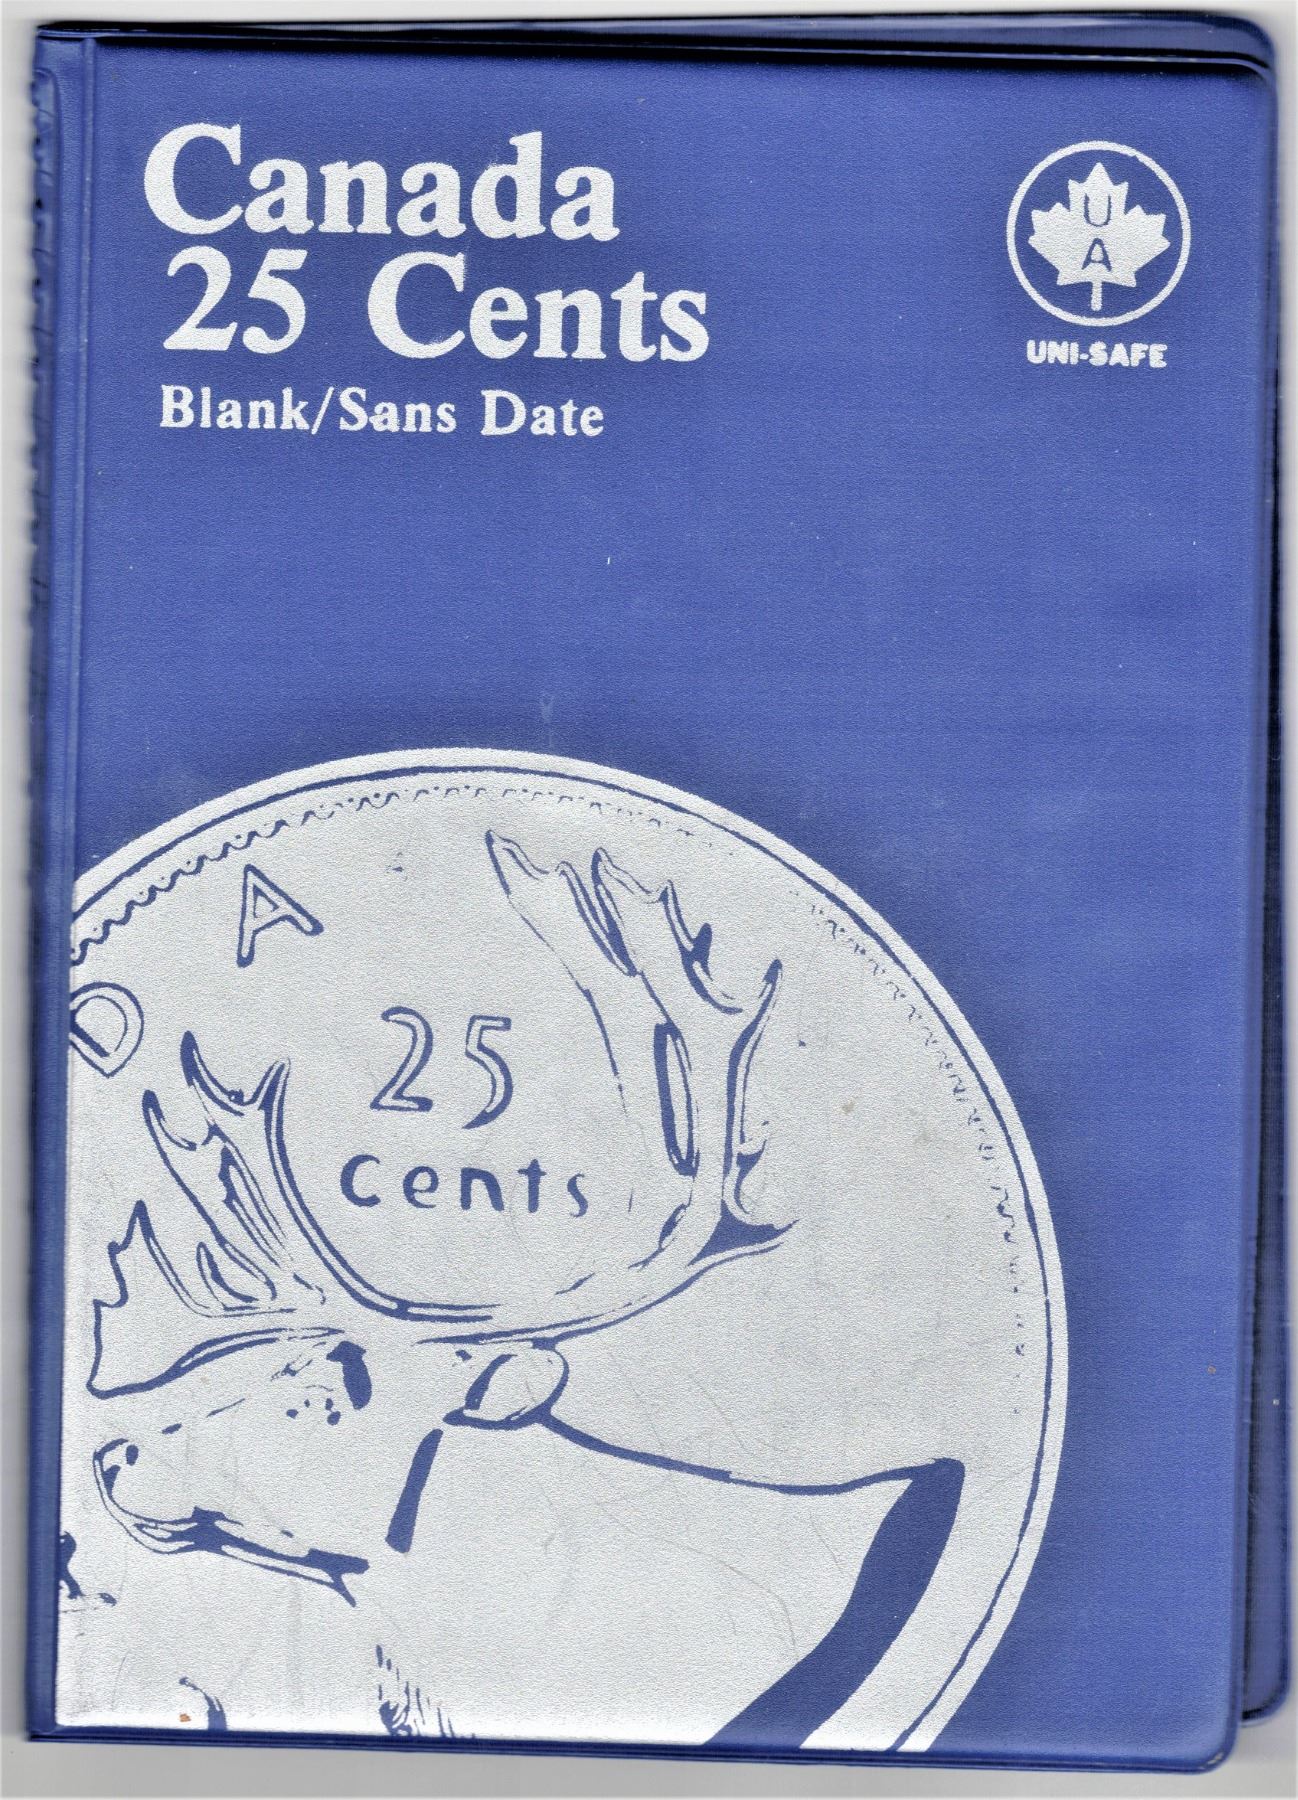 Canada
25 Cents
Blank/Sans Date
U
A
UNI-SAFE
D A
25
cents